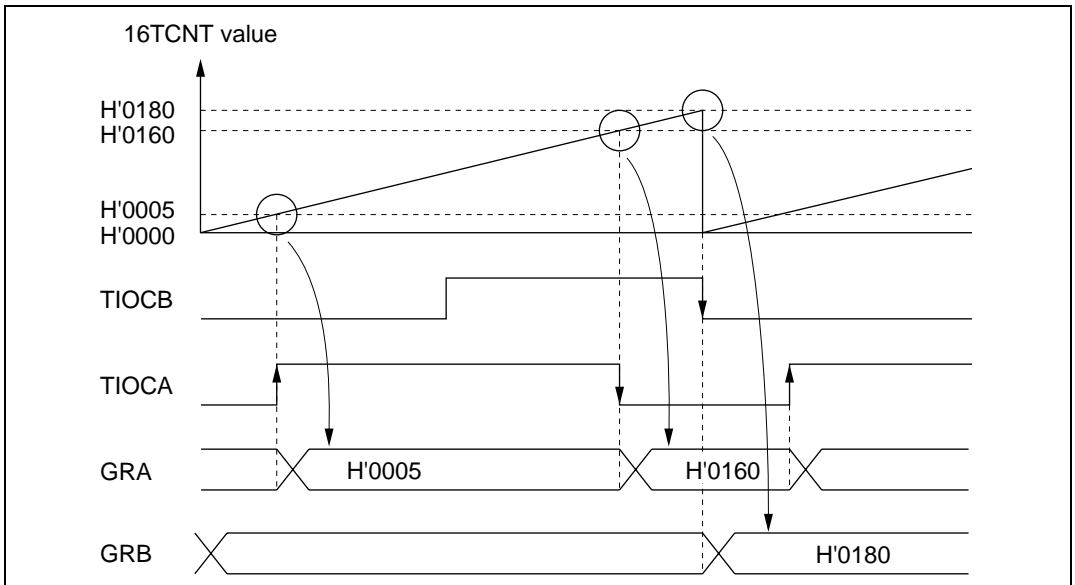 16TCNT value
H'0180
H'0160
H'0005
H'0000
TIOCB
TIOCA
GRA H'0005 H'0160
GRB H'0180